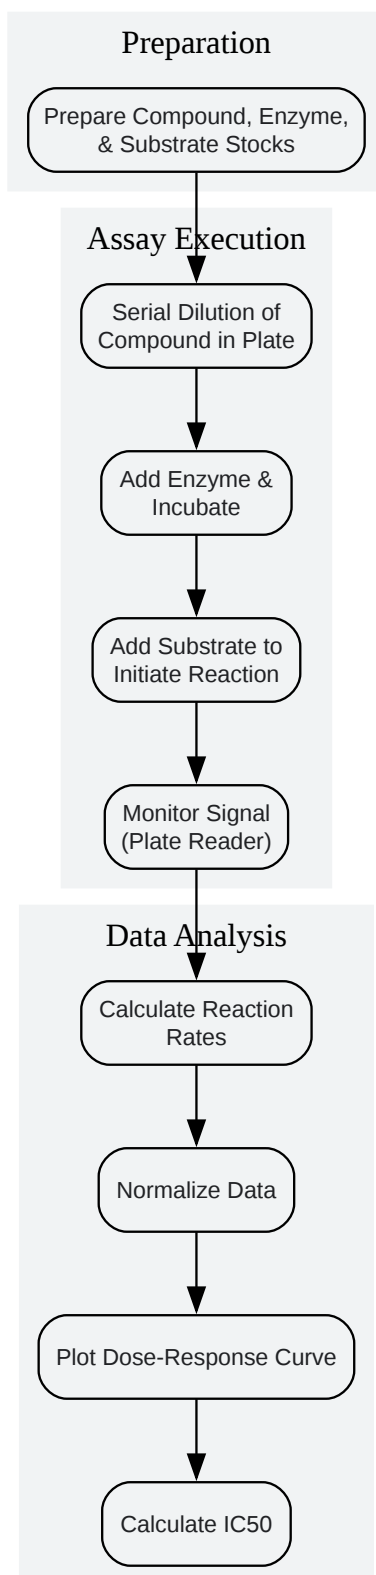 Preparation
Prepare Compound, Enzyme,
& Substrate Stocks
Assay Execution
Serial Dilution of
Compound in Plate
Add Enzyme &
Incubate
Add Substrate to
Initiate Reaction
Monitor Signal
(Plate Reader)
Data Analysis
Calculate Reaction
Rates
Normalize Data
Plot Dose-Response Curve
Calculate IC50